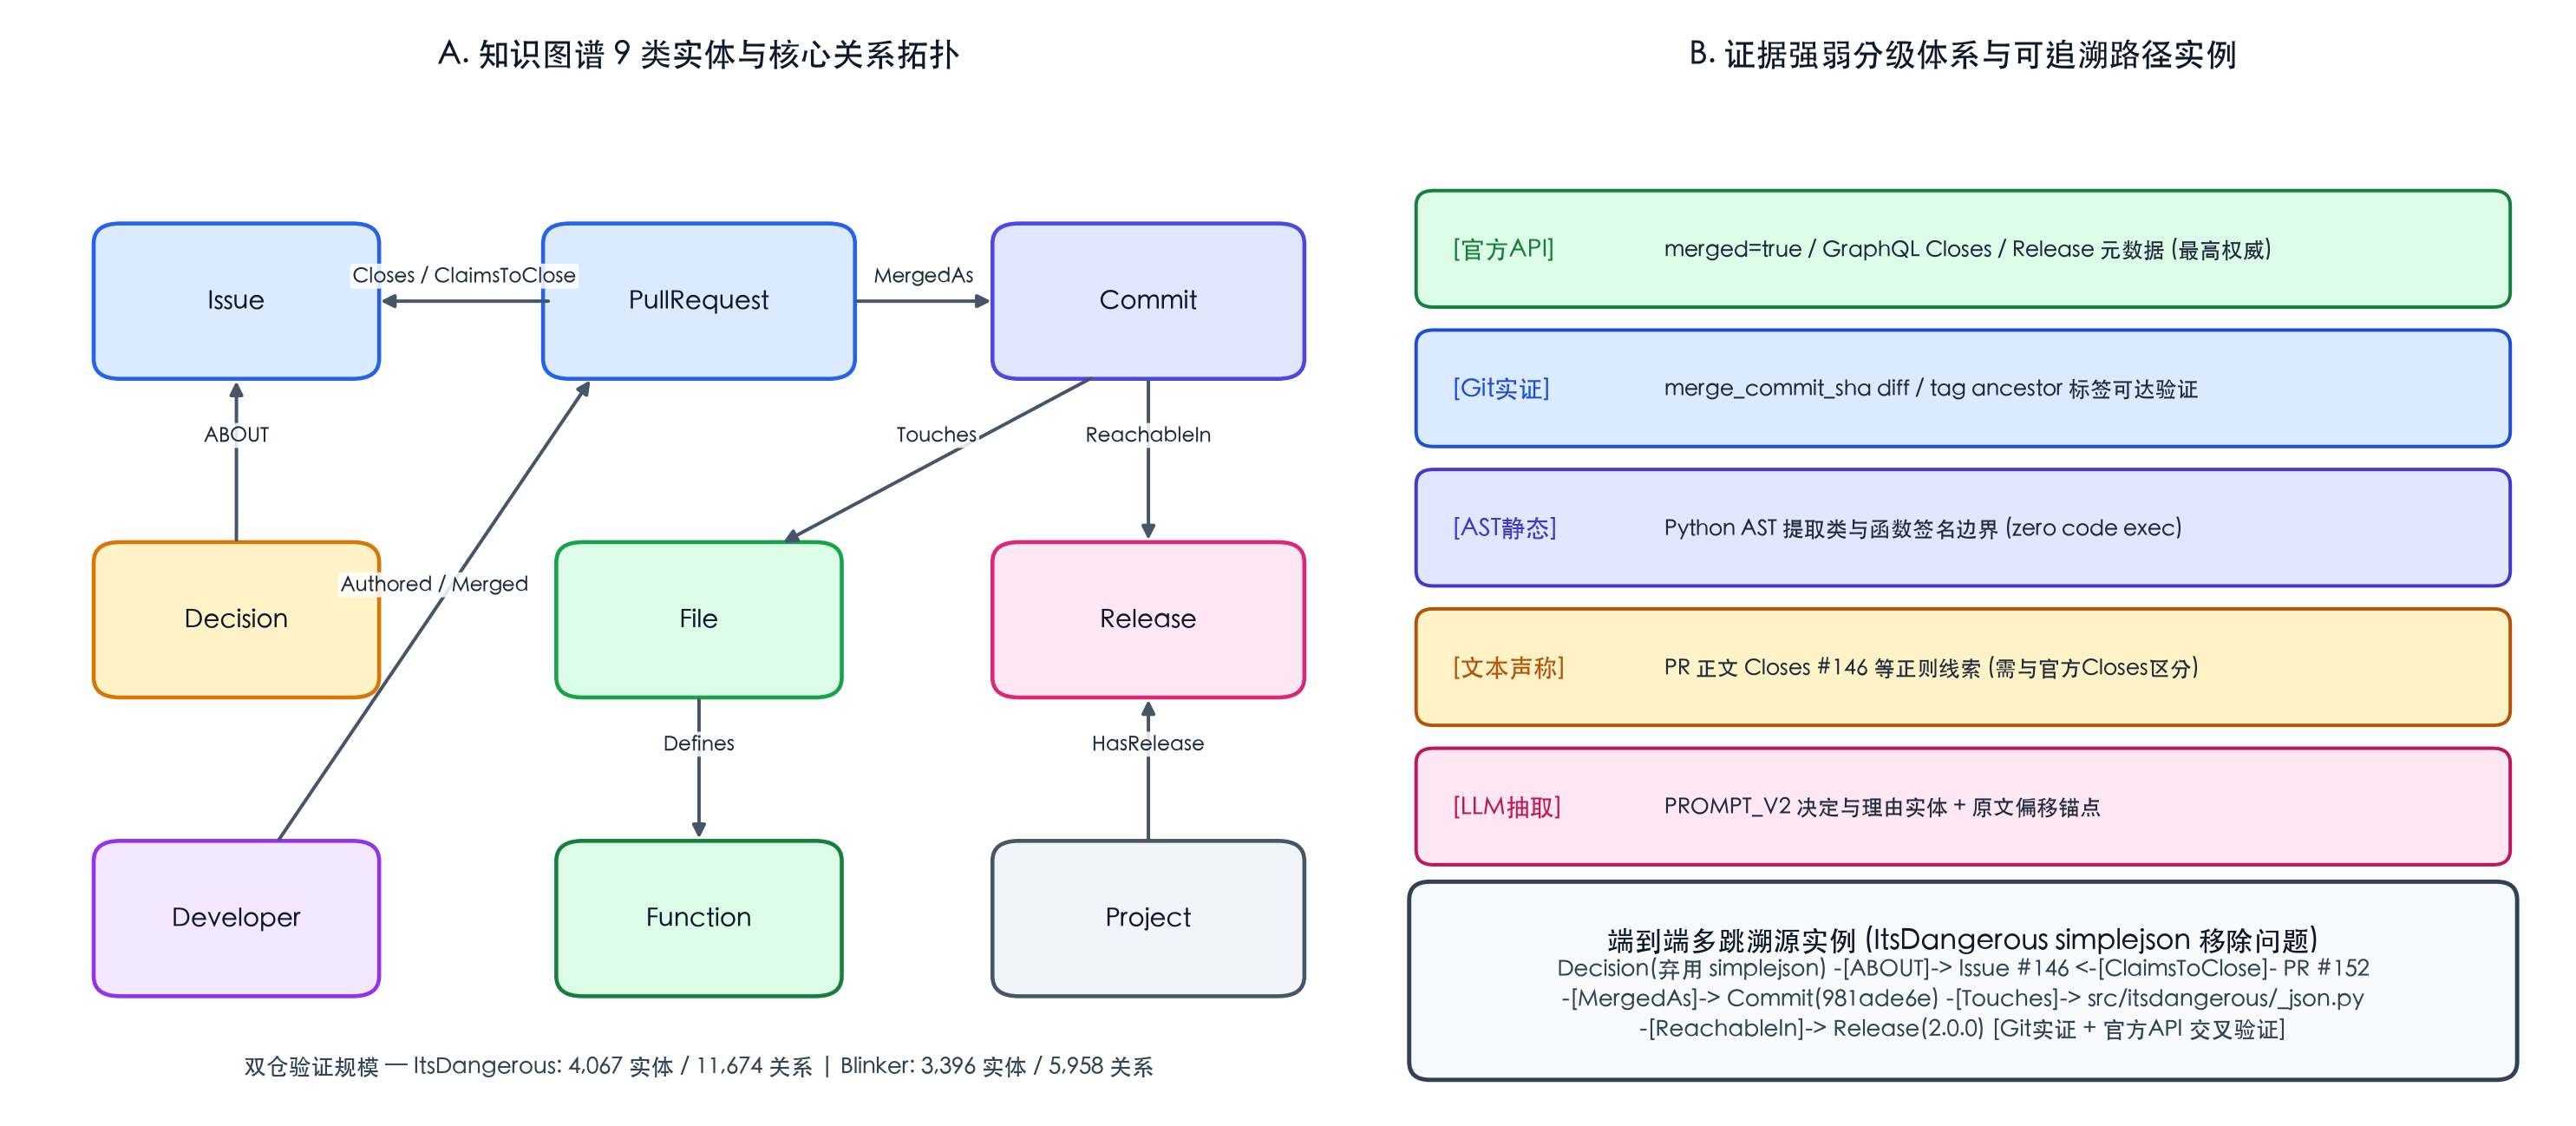 A. 知识图谱 9 类实体与核心关系拓扑
Issue
Closes / ClaimsToClose
PullRequest
MergedAs
Commit
ABOUT
Touches
ReachableIn
Decision
Authored / Merged
File
Release
Defines
HasRelease
Developer
Function
Project
双仓验证规模 — ItsDangerous: 4,067 实体 / 11,674 关系 | Blinker: 3,396 实体 / 5,958 关系
B. 证据强弱分级体系与可追溯路径实例
[官方API] merged=true / GraphQL Closes / Release 元数据 (最高权威)
[Git实证] merge_commit_sha diff / tag ancestor 标签可达验证
[AST静态] Python AST 提取类与函数签名边界 (zero code exec)
[文本声称] PR 正文 Closes #146 等正则线索 (需与官方Closes区分)
[LLM抽取] PROMPT_V2 决定与理由实体 + 原文偏移锚点
端到端多跳溯源实例 (ItsDangerous simplejson 移除问题)
Decision(弃用 simplejson) -[ABOUT]-> Issue #146 <-[ClaimsToClose]- PR #152
-[MergedAs]-> Commit(981ade6e) -[Touches]-> src/itsdangerous/_json.py
-[ReachableIn]-> Release(2.0.0) [Git实证 + 官方API 交叉验证]